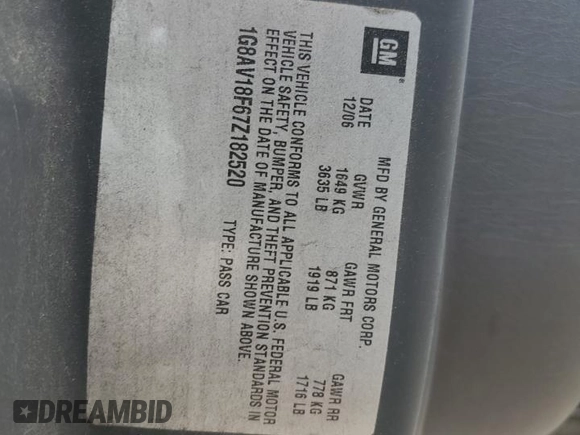 GM
MFD BY GENERAL MOTORS CORP.
DATE GVWR GAWR FRT GAWR RR
12/06 1649 KG 871 KG 778 KG
3635 LB 1919 LB 1716 LB
THIS VEHICLE CONFORMS TO ALL APPLICABLE U.S. FEDERAL MOTOR
VEHICLE SAFETY, BUMPER, AND THEFT PREVENTION STANDARDS IN
EFFECT ON THE DATE OF MANUFACTURE SHOWN ABOVE.
1G8AV18F67Z182520 TYPE: PASS CAR
DREAMBID